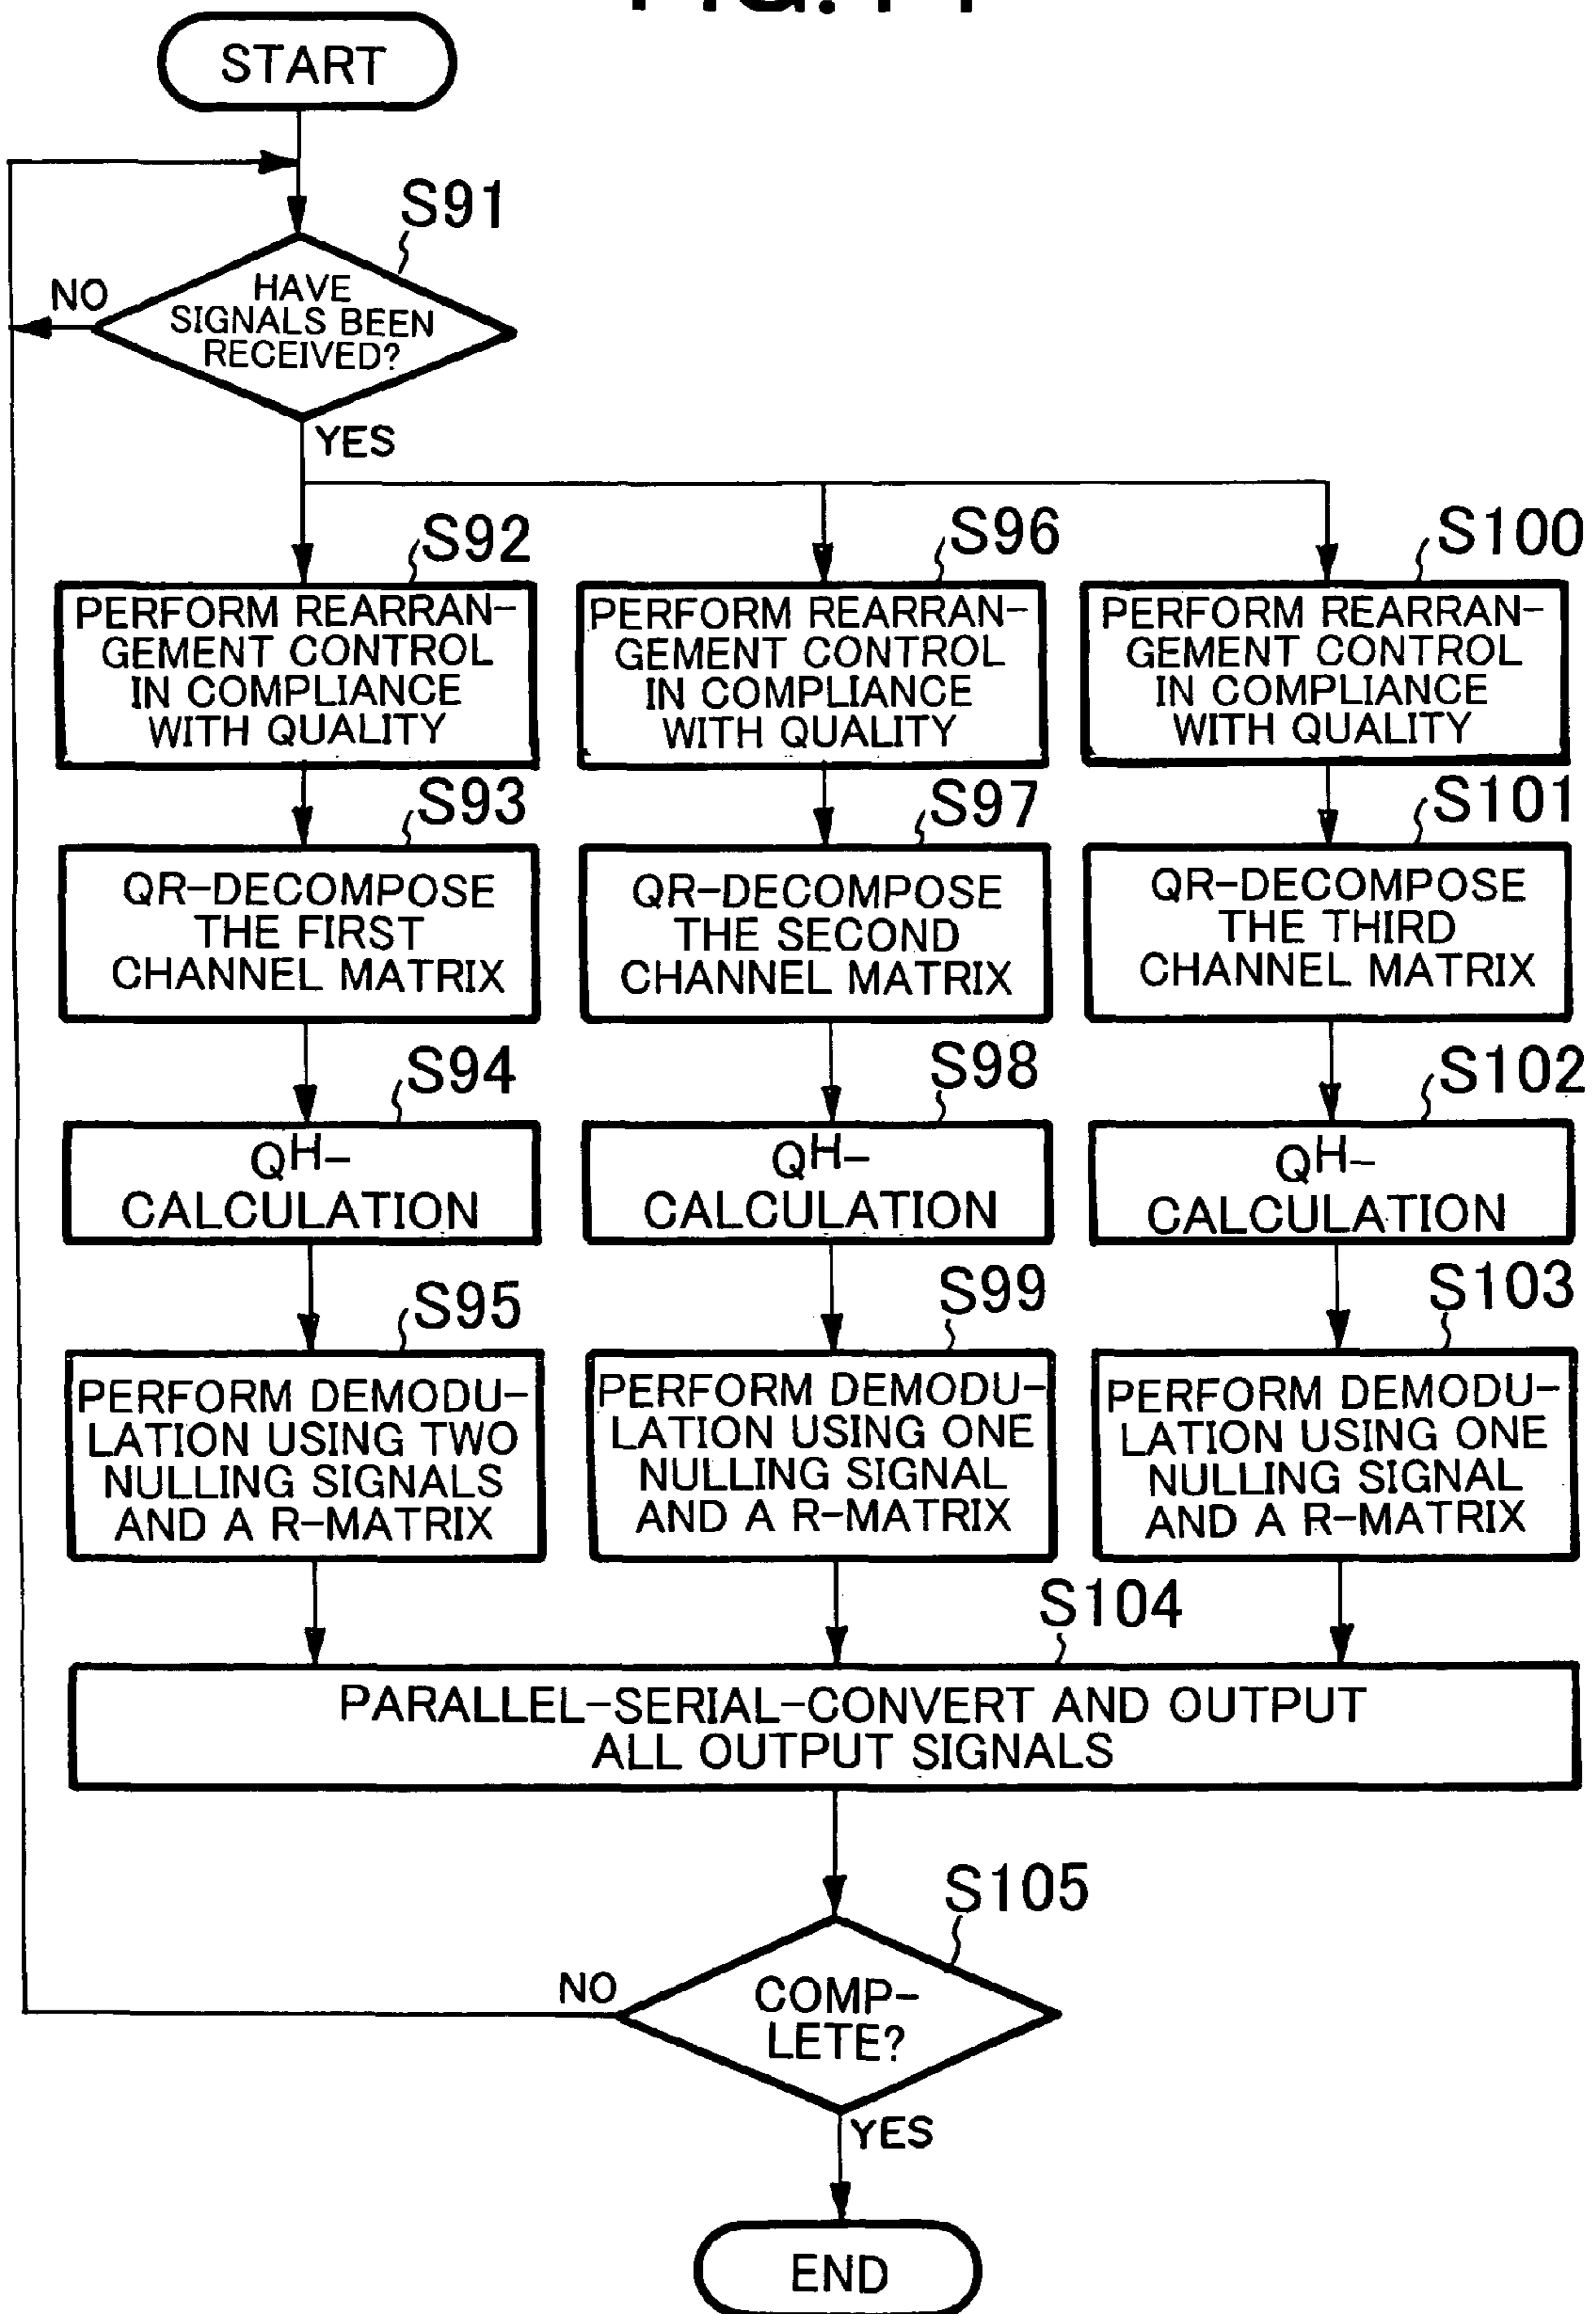 START
S91
HAVE
SIGNALS BEEN
RECEIVED?
NO
YES
S92
PERFORM REARRAN-
GEMENT CONTROL
IN COMPLIANCE
WITH QUALITY
S96
PERFORM REARRAN-
GEMENT CONTROL
IN COMPLIANCE
WITH QUALITY
S100
PERFORM REARRAN-
GEMENT CONTROL
IN COMPLIANCE
WITH QUALITY
S93
QR-DECOMPOSE
THE FIRST
CHANNEL MATRIX
S97
QR-DECOMPOSE
THE SECOND
CHANNEL MATRIX
S101
QR-DECOMPOSE
THE THIRD
CHANNEL MATRIX
S94
Qᴴ-
CALCULATION
S98
Qᴴ-
CALCULATION
S102
Qᴴ-
CALCULATION
S95
PERFORM DEMODU-
LATION USING TWO
NULLING SIGNALS
AND A R-MATRIX
S99
PERFORM DEMODU-
LATION USING ONE
NULLING SIGNAL
AND A R-MATRIX
S103
PERFORM DEMODU-
LATION USING ONE
NULLING SIGNAL
AND A R-MATRIX
S104
PARALLEL-SERIAL-CONVERT AND OUTPUT
ALL OUTPUT SIGNALS
S105
COMP-
LETE?
NO
YES
END